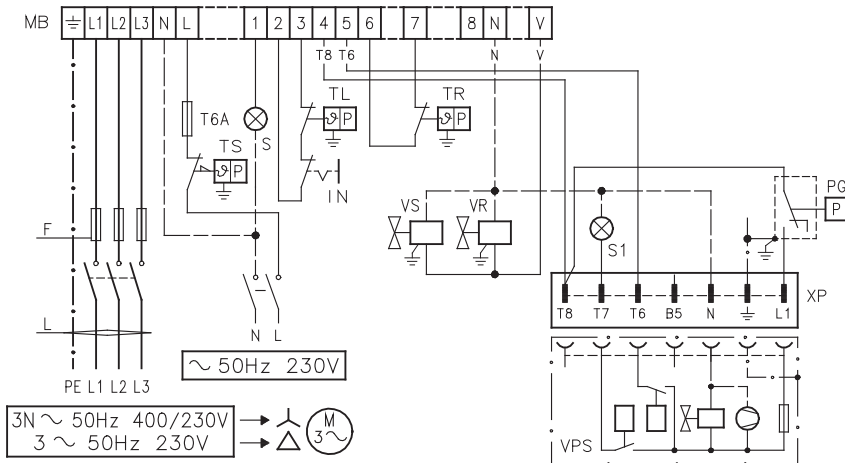 MB ⏚ L1 L2 L3 N L 1 2 3 4 5 6 7 8 N V
T8 T6 N V
T6A
TS
ϑ P
S
TL
ϑ P
TR
ϑ P
IN
VS VR
S1
PG
P
F
L
XP
T8 T7 T6 B5 N ⏚ L1
N L
∼ 50Hz 230V
PE L1 L2 L3
3N ∼ 50Hz 400/230V
3 ∼ 50Hz 230V
M
3∼
VPS